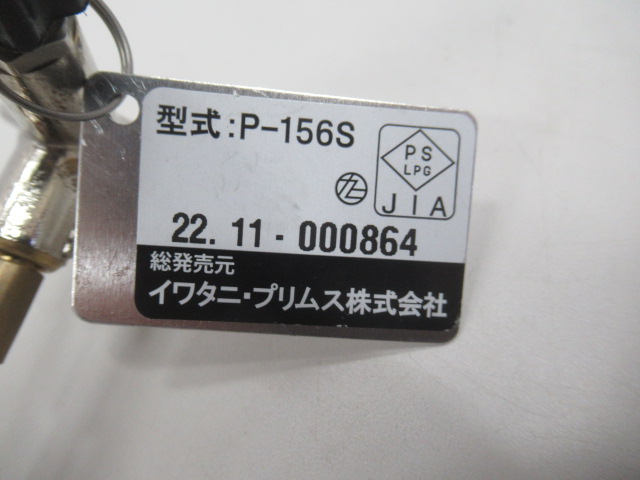 型式:P-156S
PS
LPG
JIA
22. 11 - 000864
総発売元
イワタニ・プリムス株式会社